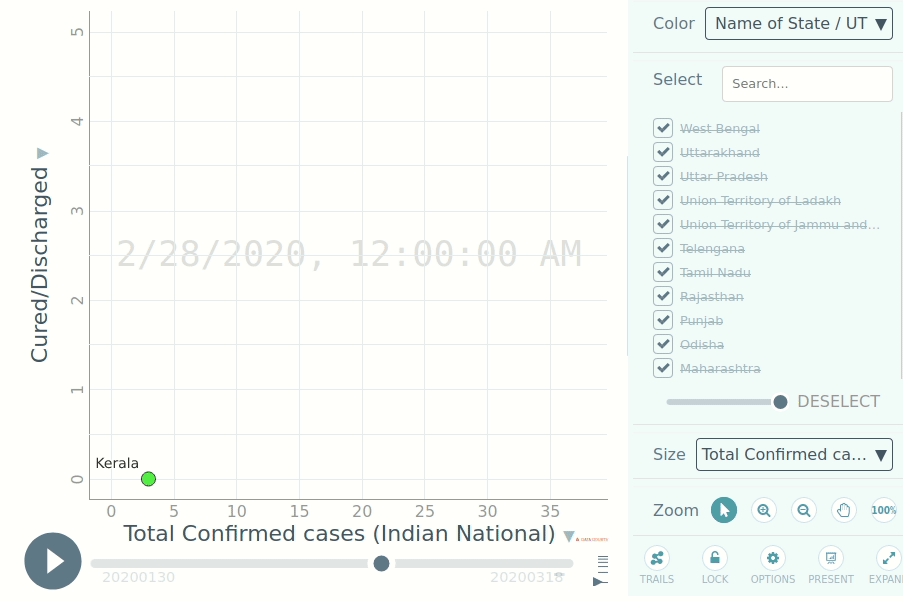 Color
Name of State / UT ▼
Select
Search...
West Bengal
Uttarakhand
Uttar Pradesh
Union Territory of Ladakh
Union Territory of Jammu and...
Telengana
Tamil Nadu
Rajasthan
Punjab
Odisha
Maharashtra
DESELECT
Size
Total Confirmed ca... ▼
Zoom
100%
TRAILS
LOCK
OPTIONS
PRESENT
EXPAN
Cured/Discharged
5
4
3
2
1
0
2/28/2020, 12:00:00 AM
Kerala
0 5 10 15 20 25 30 35
Total Confirmed cases (Indian National) ▼
20200130
20200318